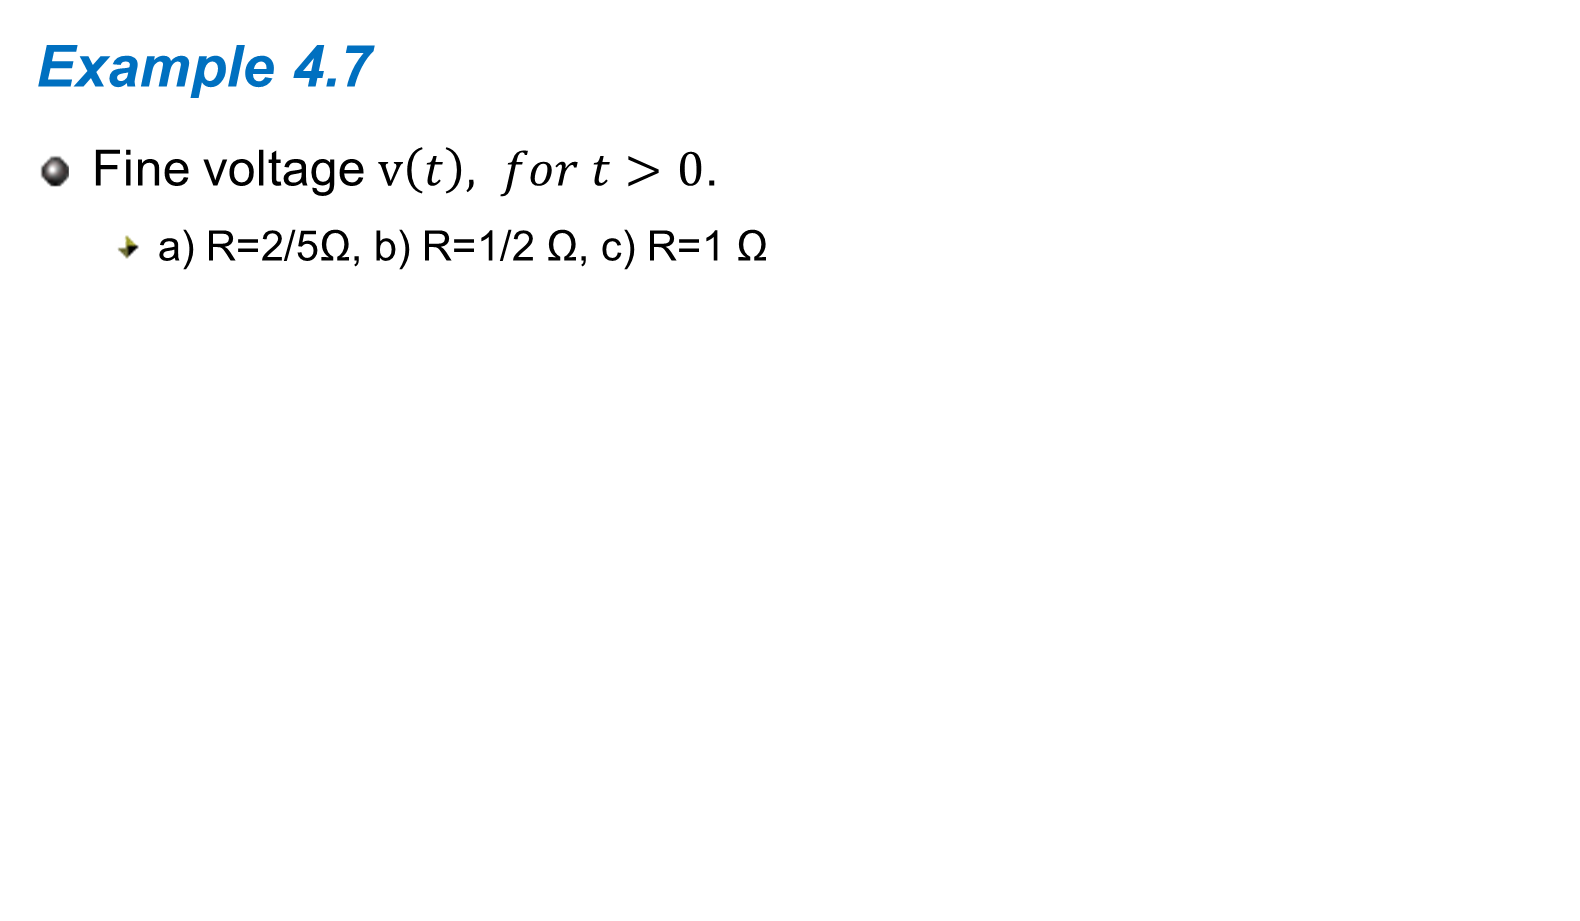 Example 4.7
Fine voltage v(t), for t > 0.
a) R=2/5Ω, b) R=1/2 Ω, c) R=1 Ω